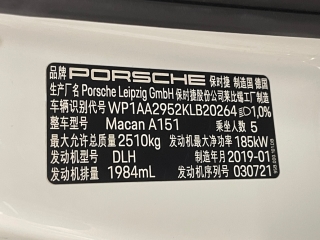 品牌 PORSCHE 保时捷 制造国 德国
生产厂名 Porsche Leipzig GmbH 保时捷股份公司莱比锡工厂制造
车辆识别代号 WP1AA2952KLB20264 1,0%
整车型号 Macan A151 乘坐人数 5
最大允许总质量 2510kg 发动机最大净功率 185kW
发动机型号 DLH 制造年月 2019-01
发动机排量 1984mL 发动机序列号 030721